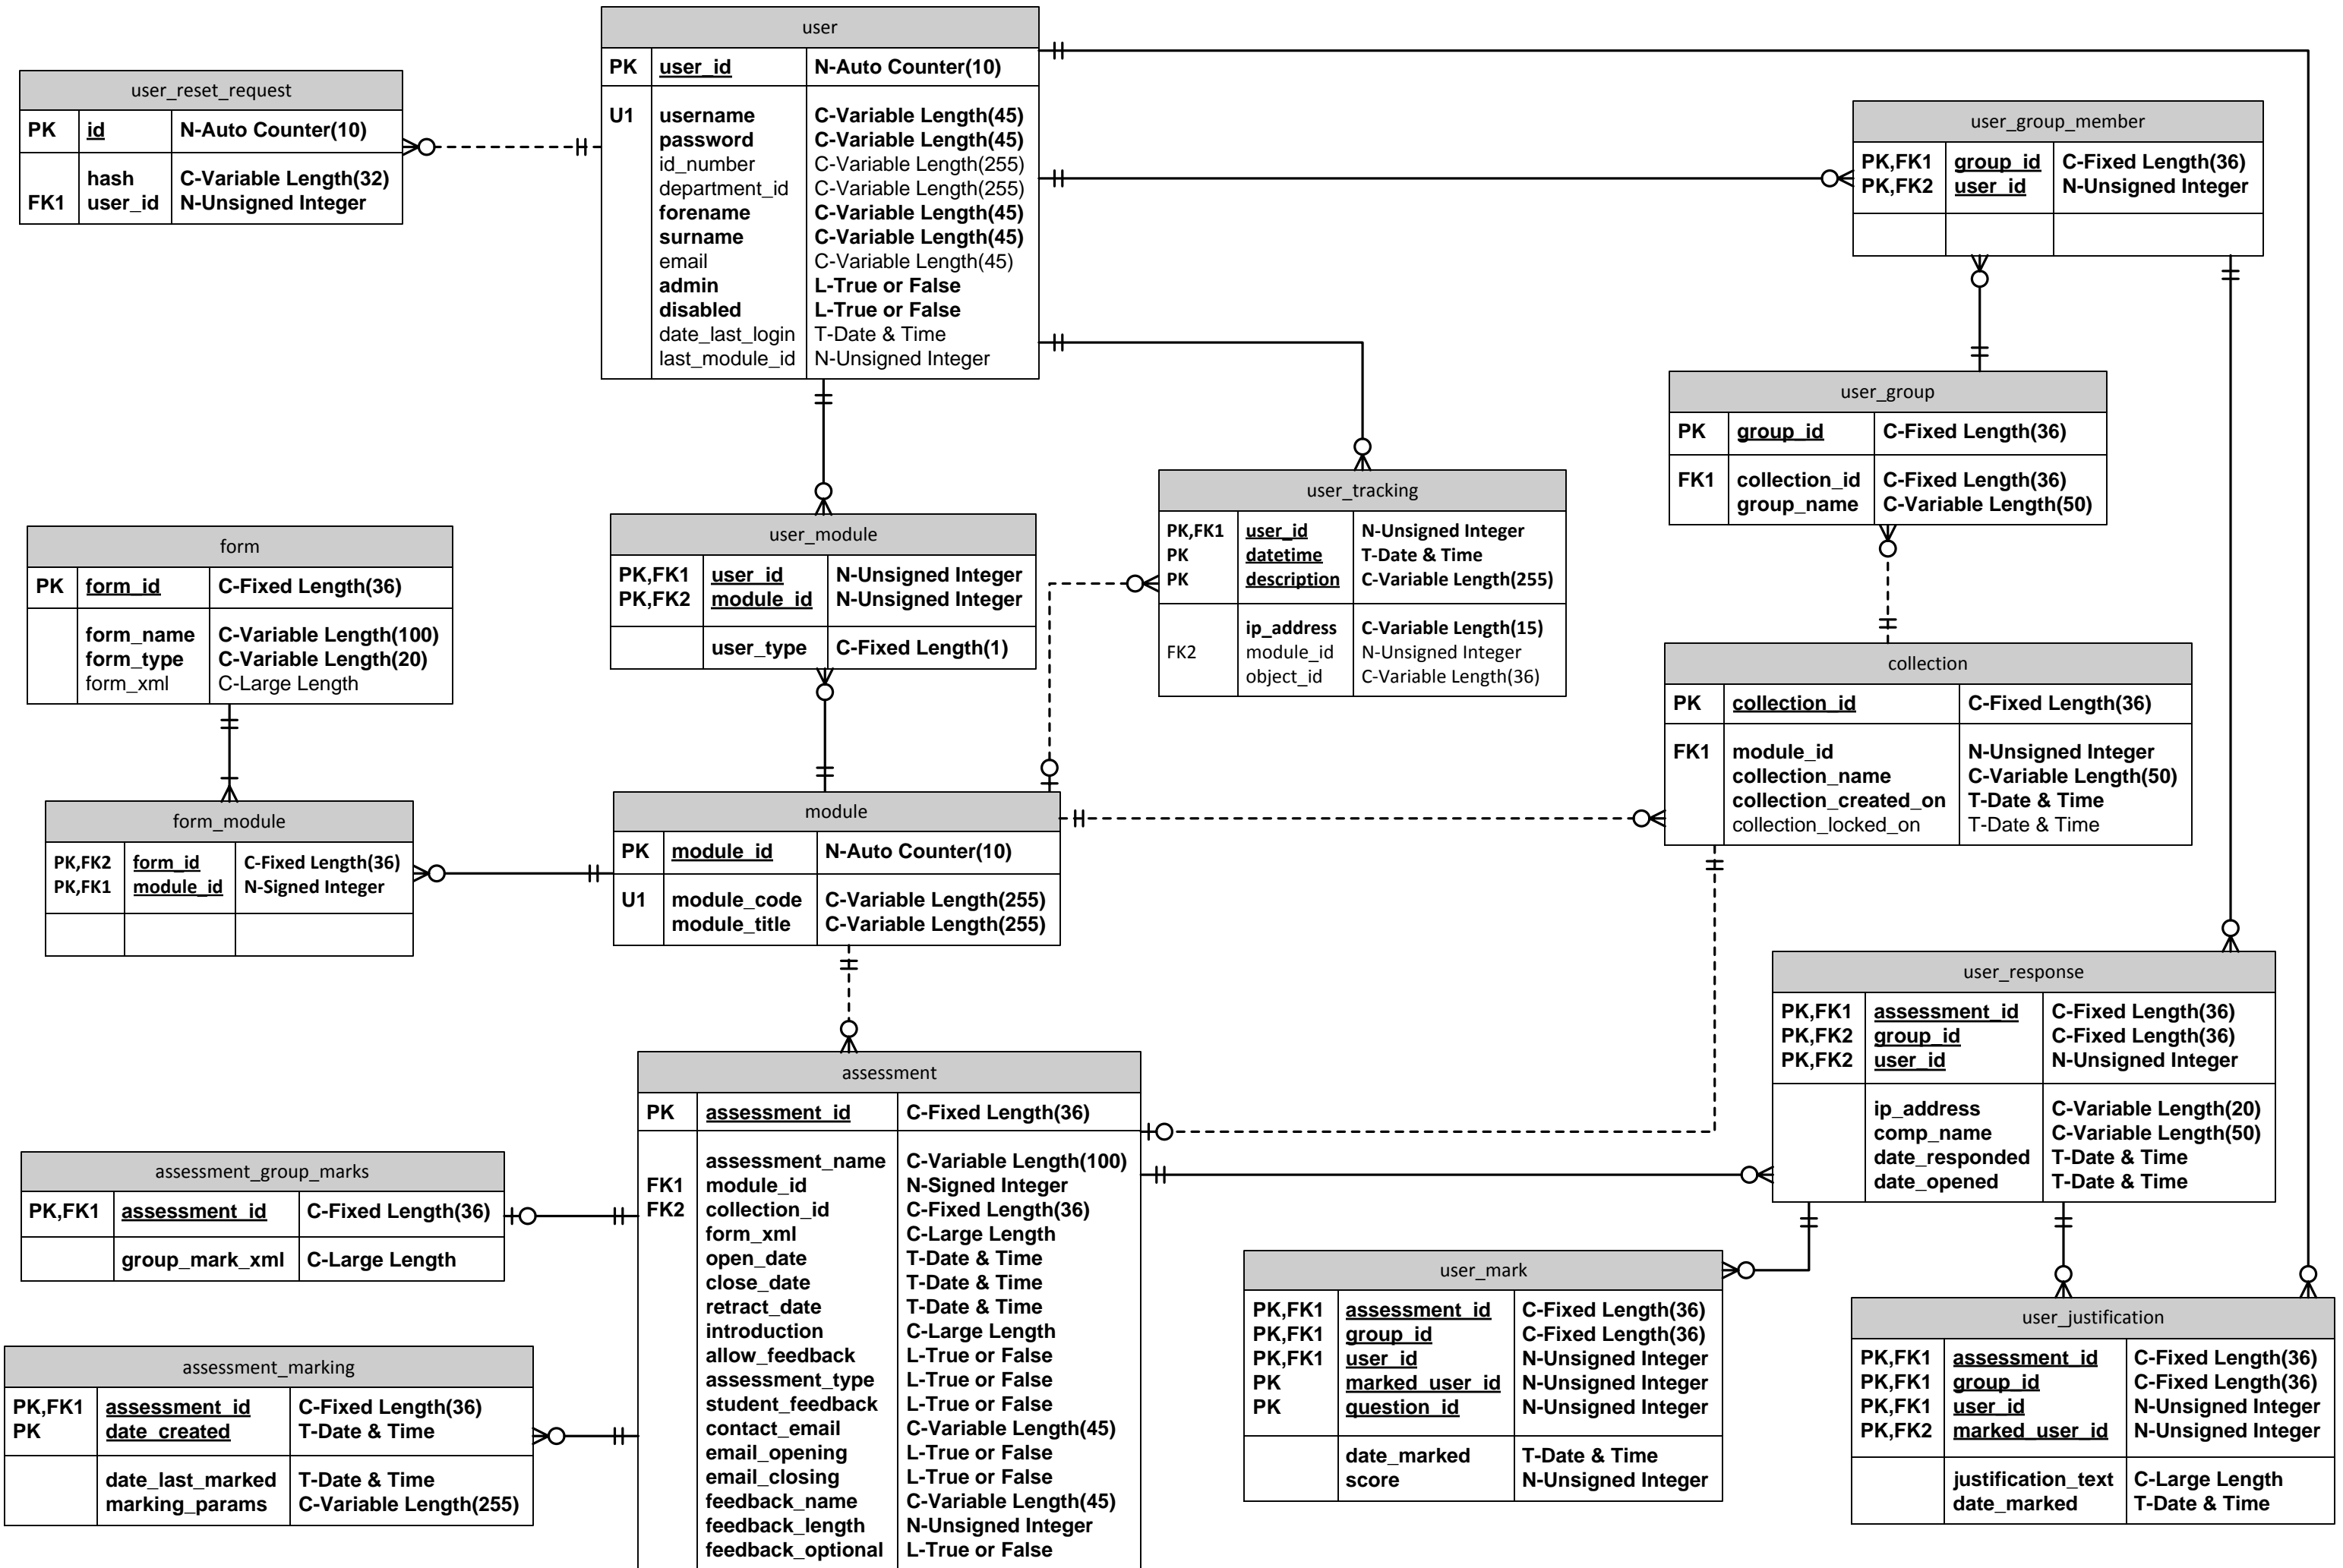 user
PK user_id N-Auto Counter(10)
U1 username C-Variable Length(45)
password C-Variable Length(45)
id_number C-Variable Length(255)
department_id C-Variable Length(255)
forename C-Variable Length(45)
surname C-Variable Length(45)
email C-Variable Length(45)
admin L-True or False
disabled L-True or False
date_last_login T-Date & Time
last_module_id N-Unsigned Integer
user_reset_request
PK id N-Auto Counter(10)
hash C-Variable Length(32)
FK1 user_id N-Unsigned Integer
user_group_member
PK,FK1 group_id C-Fixed Length(36)
PK,FK2 user_id N-Unsigned Integer
user_group
PK group_id C-Fixed Length(36)
FK1 collection_id C-Fixed Length(36)
group_name C-Variable Length(50)
user_tracking
PK,FK1 user_id N-Unsigned Integer
PK datetime T-Date & Time
PK description C-Variable Length(255)
ip_address C-Variable Length(15)
FK2 module_id N-Unsigned Integer
object_id C-Variable Length(36)
user_module
PK,FK1 user_id N-Unsigned Integer
PK,FK2 module_id N-Unsigned Integer
user_type C-Fixed Length(1)
form
PK form_id C-Fixed Length(36)
form_name C-Variable Length(100)
form_type C-Variable Length(20)
form_xml C-Large Length
collection
PK collection_id C-Fixed Length(36)
FK1 module_id N-Unsigned Integer
collection_name C-Variable Length(50)
collection_created_on T-Date & Time
collection_locked_on T-Date & Time
form_module
PK,FK2 form_id C-Fixed Length(36)
PK,FK1 module_id N-Signed Integer
module
PK module_id N-Auto Counter(10)
U1 module_code C-Variable Length(255)
module_title C-Variable Length(255)
user_response
PK,FK1 assessment_id C-Fixed Length(36)
PK,FK2 group_id C-Fixed Length(36)
PK,FK2 user_id N-Unsigned Integer
ip_address C-Variable Length(20)
comp_name C-Variable Length(50)
date_responded T-Date & Time
date_opened T-Date & Time
assessment
PK assessment_id C-Fixed Length(36)
assessment_name C-Variable Length(100)
FK1 module_id N-Signed Integer
FK2 collection_id C-Fixed Length(36)
form_xml C-Large Length
open_date T-Date & Time
close_date T-Date & Time
retract_date T-Date & Time
introduction C-Large Length
allow_feedback L-True or False
assessment_type L-True or False
student_feedback L-True or False
contact_email C-Variable Length(45)
email_opening L-True or False
email_closing L-True or False
feedback_name C-Variable Length(45)
feedback_length N-Unsigned Integer
feedback_optional L-True or False
assessment_group_marks
PK,FK1 assessment_id C-Fixed Length(36)
group_mark_xml C-Large Length
assessment_marking
PK,FK1 assessment_id C-Fixed Length(36)
PK date_created T-Date & Time
date_last_marked T-Date & Time
marking_params C-Variable Length(255)
user_mark
PK,FK1 assessment_id C-Fixed Length(36)
PK,FK1 group_id C-Fixed Length(36)
PK,FK1 user_id N-Unsigned Integer
PK marked_user_id N-Unsigned Integer
PK question_id N-Unsigned Integer
date_marked T-Date & Time
score N-Unsigned Integer
user_justification
PK,FK1 assessment_id C-Fixed Length(36)
PK,FK1 group_id C-Fixed Length(36)
PK,FK1 user_id N-Unsigned Integer
PK,FK2 marked_user_id N-Unsigned Integer
justification_text C-Large Length
date_marked T-Date & Time